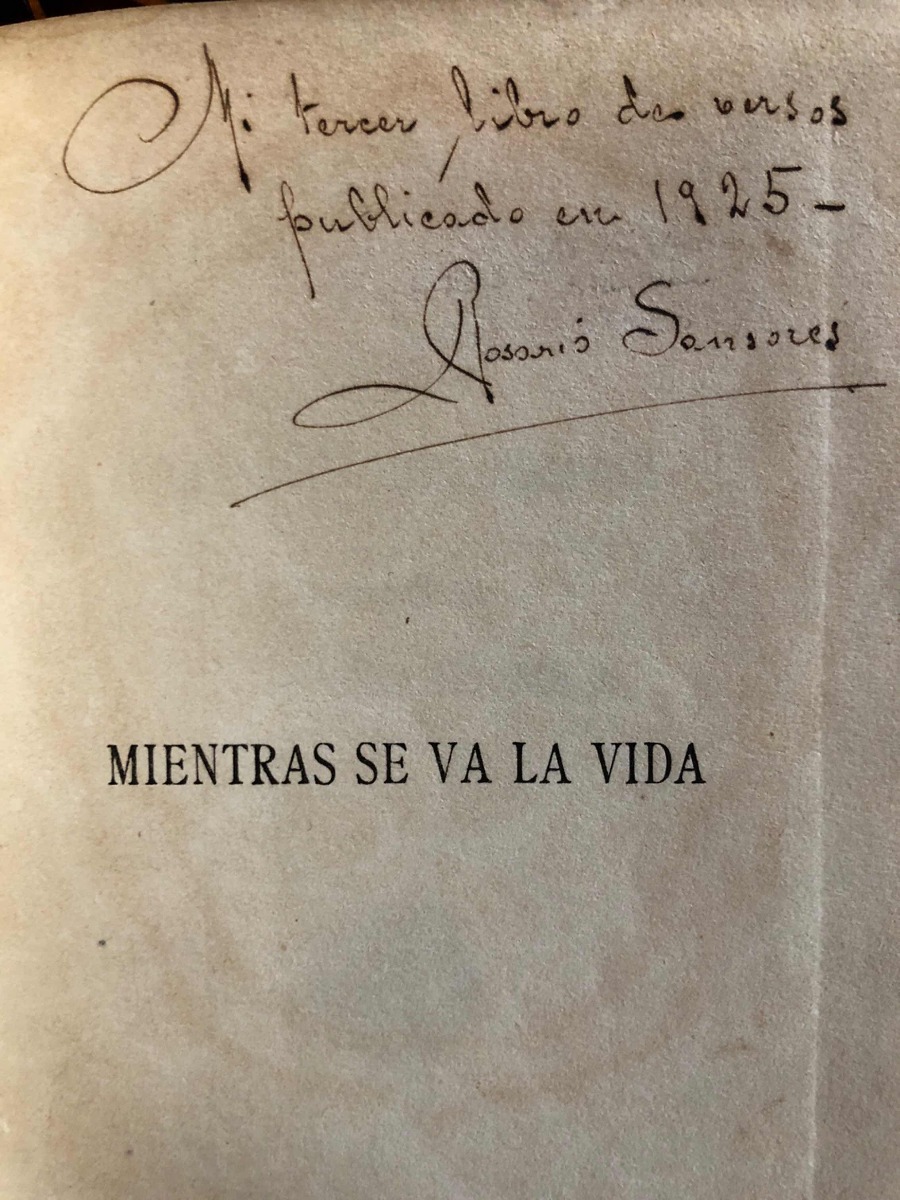 Mi tercer libro de versos
publicado en 1925 -
Rosario Sansores
MIENTRAS SE VA LA VIDA